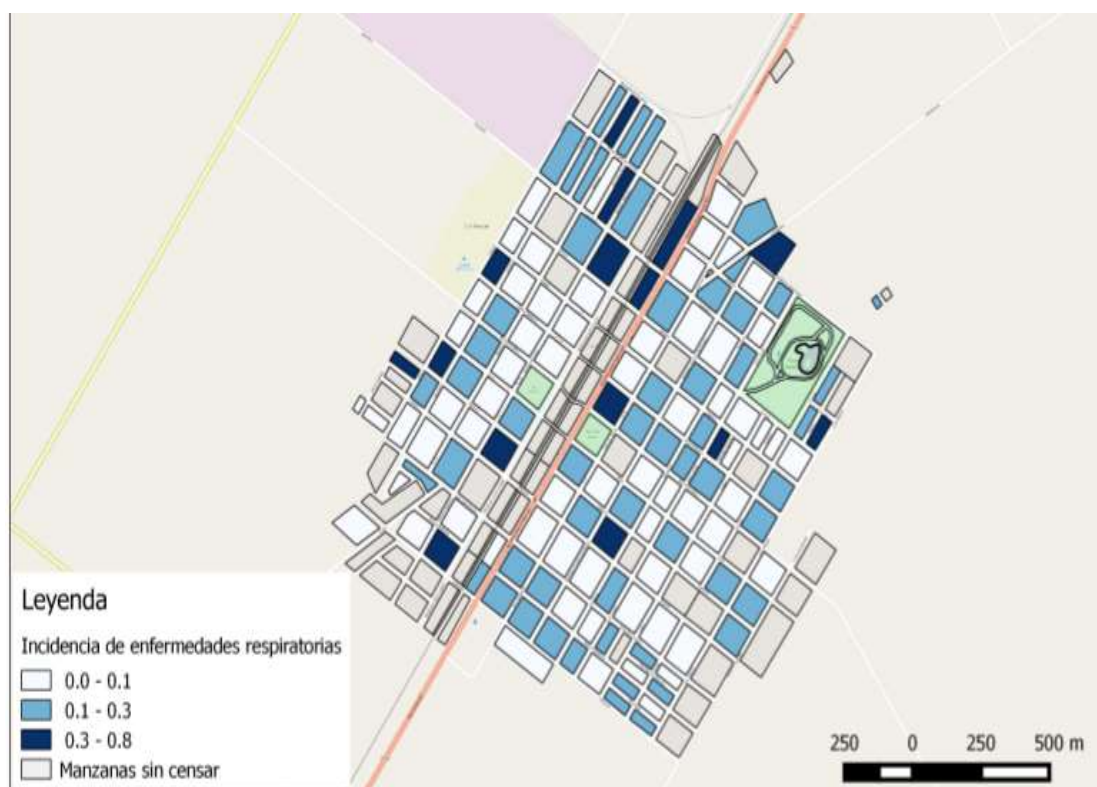 Leyenda
Incidencia de enfermedades respiratorias
0.0 - 0.1
0.1 - 0.3
0.3 - 0.8
Manzanas sin censar
250 0 250 500 m